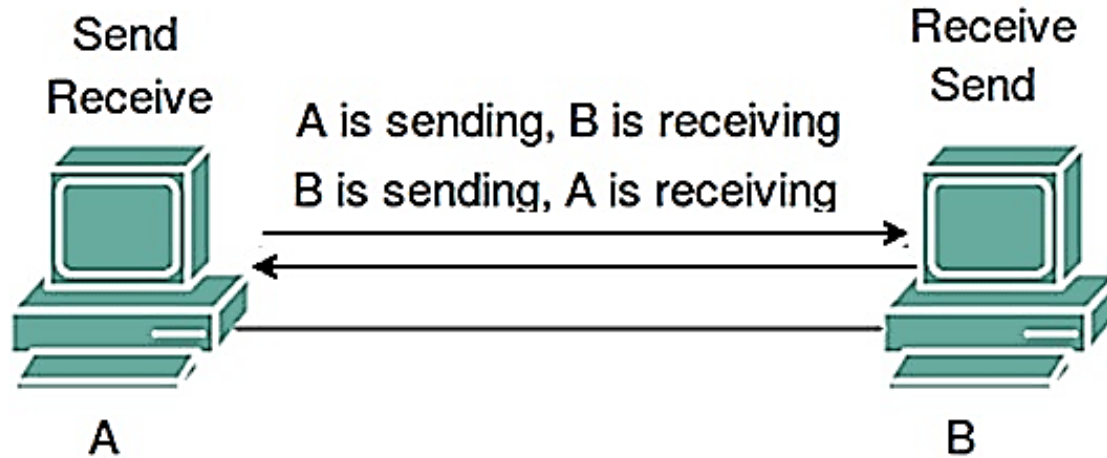 Send
Receive
Receive
Send
A is sending, B is receiving
B is sending, A is receiving
A
B